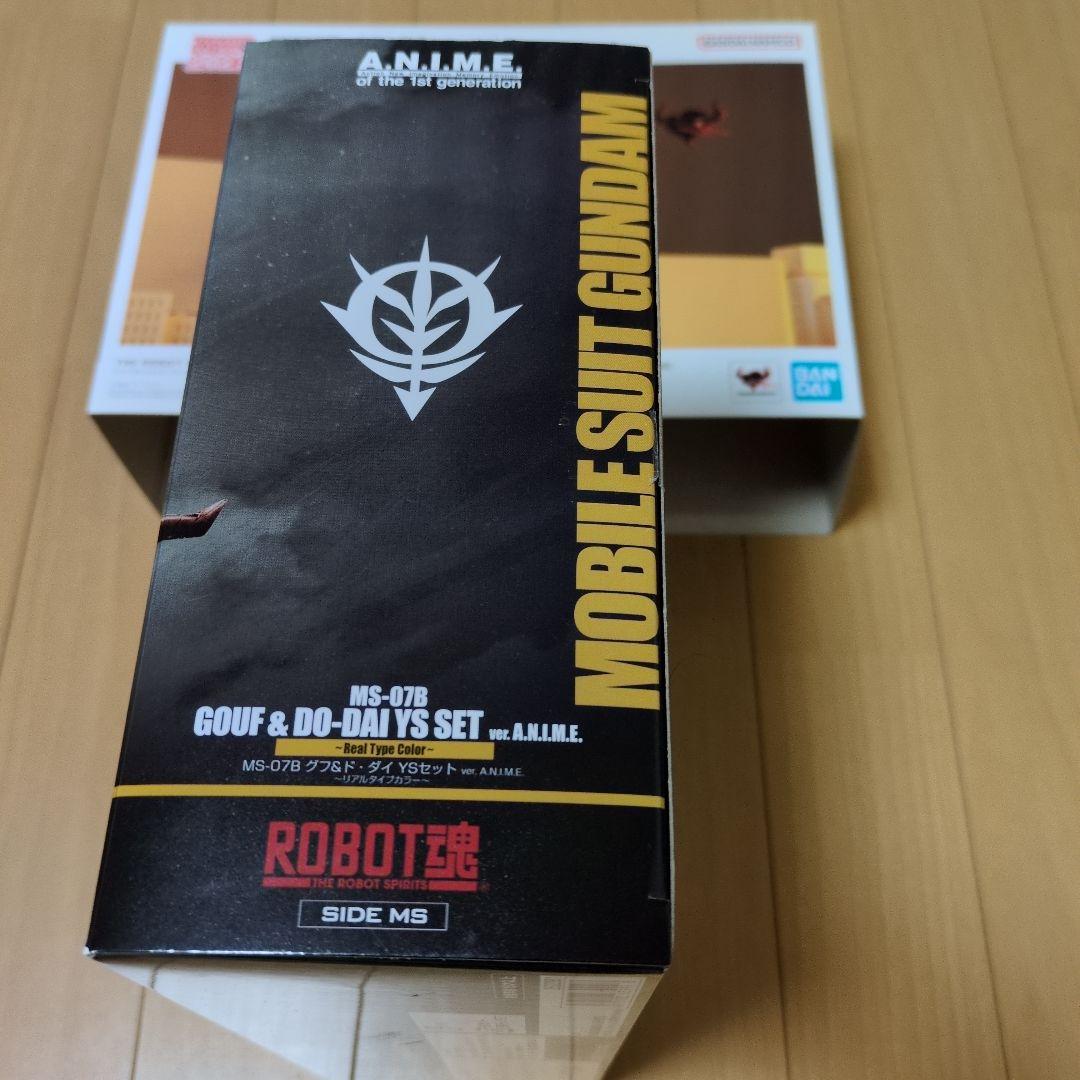 A.N.I.M.E.
of the 1st generation
MOBILE SUIT GUNDAM
BAN
DAI
MS-07B
GOUF & DO-DAI YS SET ver. A.N.I.M.E.
~Real Type Color~
MS-07B グフ&ド・ダイ YSセット ver. A.N.I.M.E.
~リアルタイプカラー~
ROBOT魂
THE ROBOT SPIRITS
SIDE MS